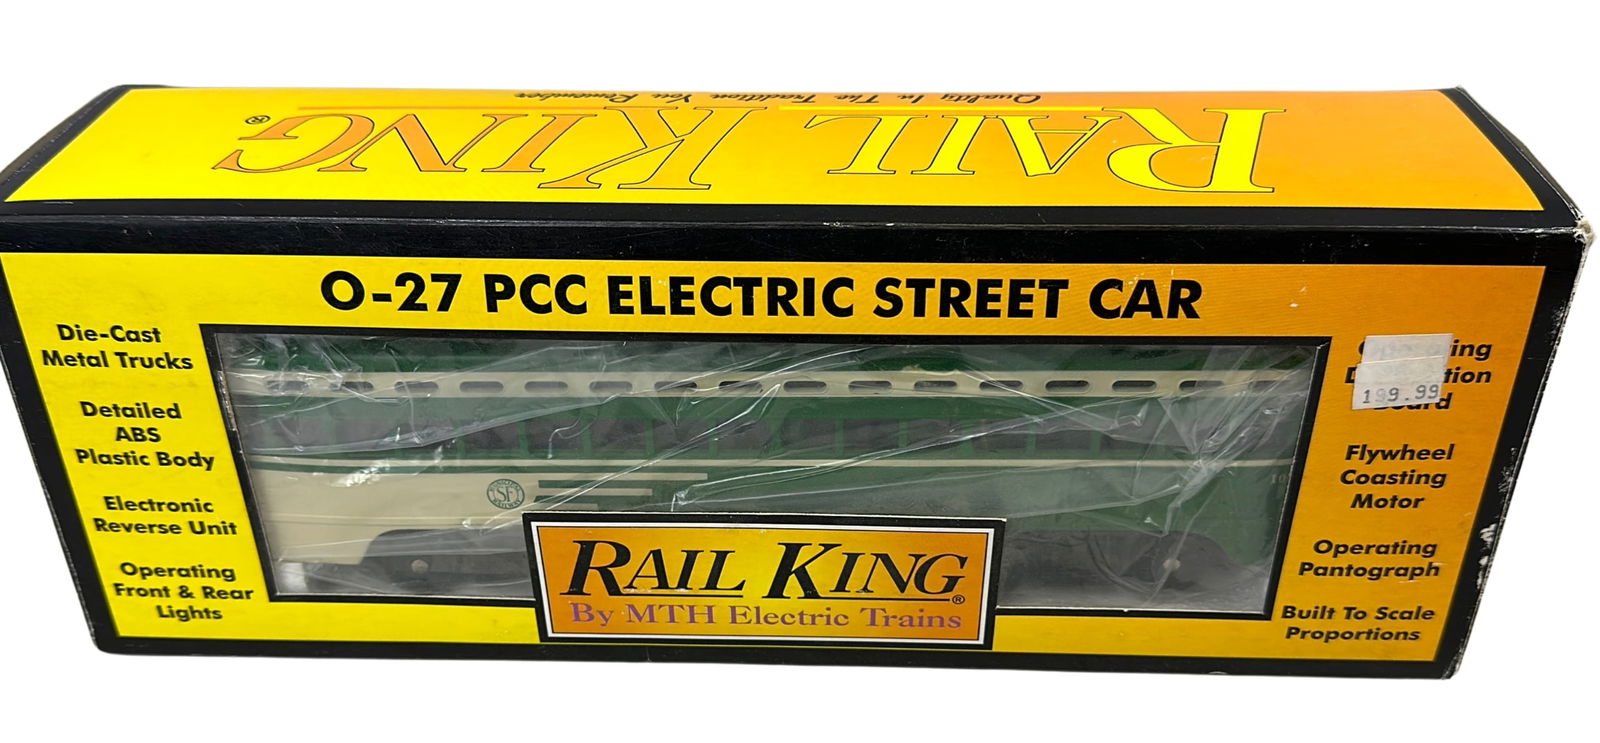 RAIL KING®
Quality In The Tradition You Remember
O-27 PCC ELECTRIC STREET CAR
Die-Cast
Metal Trucks
Detailed
ABS
Plastic Body
Electronic
Reverse Unit
Operating
Front & Rear
Lights
SF
199.99
Flywheel
Coasting
Motor
Operating
Pantograph
Built To Scale
Proportions
RAIL KING®
By MTH Electric Trains